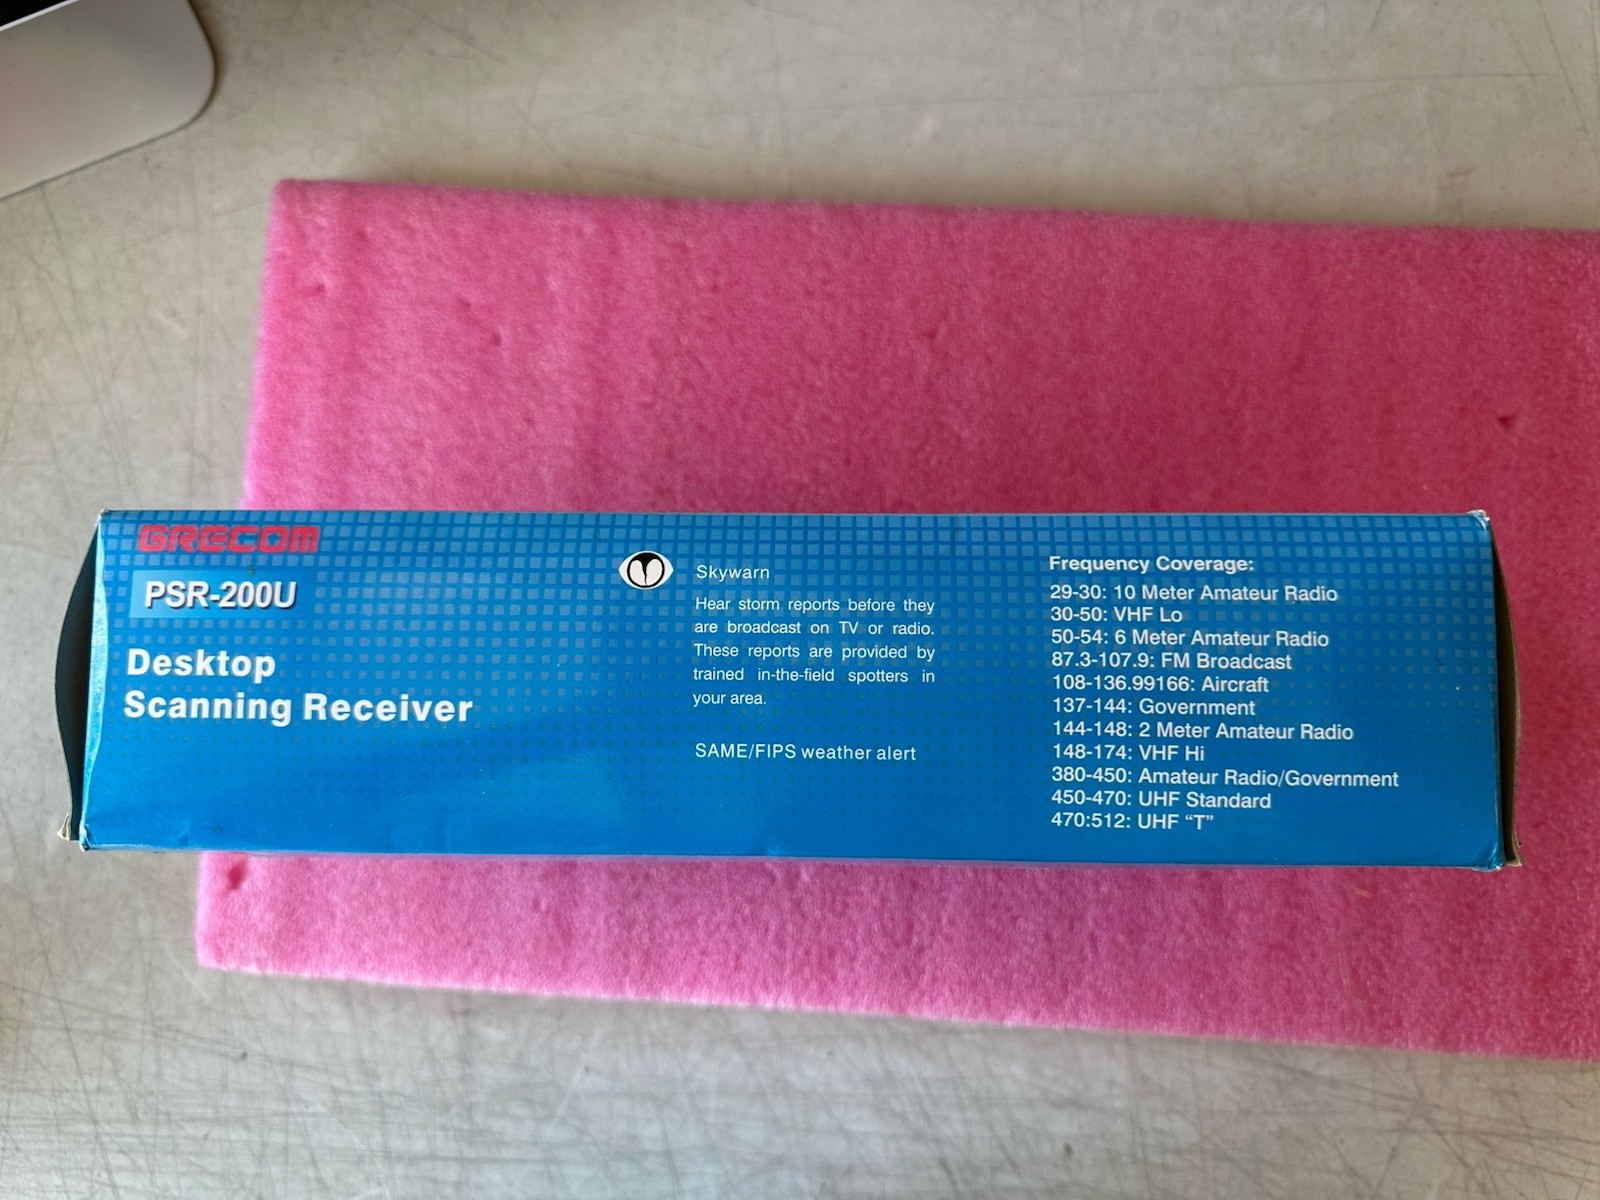 GRECOM
PSR-200U
Desktop
Scanning Receiver
Skywarn
Hear storm reports before they
are broadcast on TV or radio.
These reports are provided by
trained in-the-field spotters in
your area.
SAME/FIPS weather alert
Frequency Coverage:
29-30: 10 Meter Amateur Radio
30-50: VHF Lo
50-54: 6 Meter Amateur Radio
87.3-107.9: FM Broadcast
108-136.99166: Aircraft
137-144: Government
144-148: 2 Meter Amateur Radio
148-174: VHF Hi
380-450: Amateur Radio/Government
450-470: UHF Standard
470:512: UHF “T”